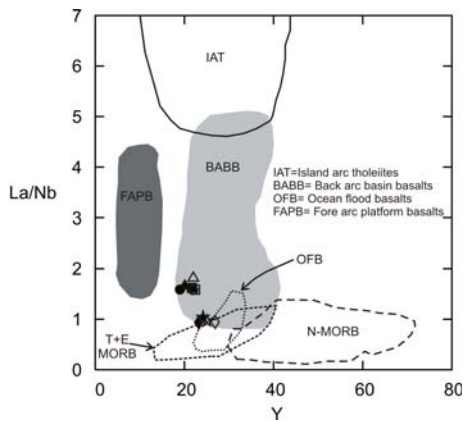 7
IAT
6
5
BABB
4
IAT=Island arc tholeiites
BABB= Back arc basin basalts
La/Nb
FAPB
OFB= Ocean flood basalts
FAPB= Fore arc platform basalts
3
OFB
2
1
T+E
MORB
N-MORB
0
0 20 40 60 80
Y